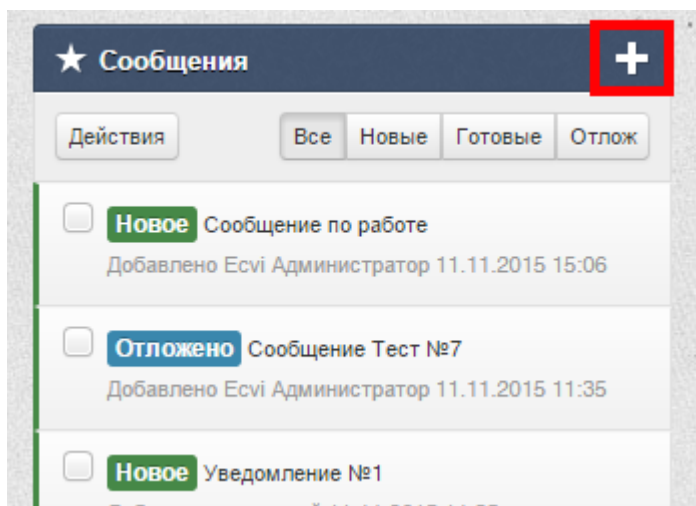 Сообщения
Действия Все Новые Готовые Отлож
Новое Сообщение по работе
Добавлено Ecvi Администратор 11.11.2015 15:06
Отложено Сообщение Тест №7
Добавлено Ecvi Администратор 11.11.2015 11:35
Новое Уведомление №1